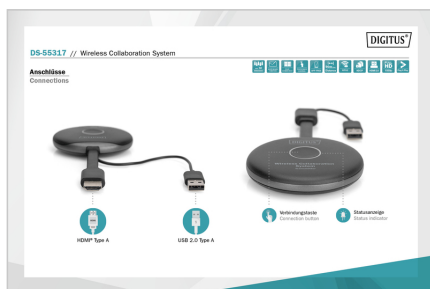 DIGITUS®
DS-55317 // Wireless Collaboration System
Anschlüsse
Connections
HDMI® Type A
USB 2.0 Type A
Verbindungstaste
Connection button
Statusanzeige
Status indicator